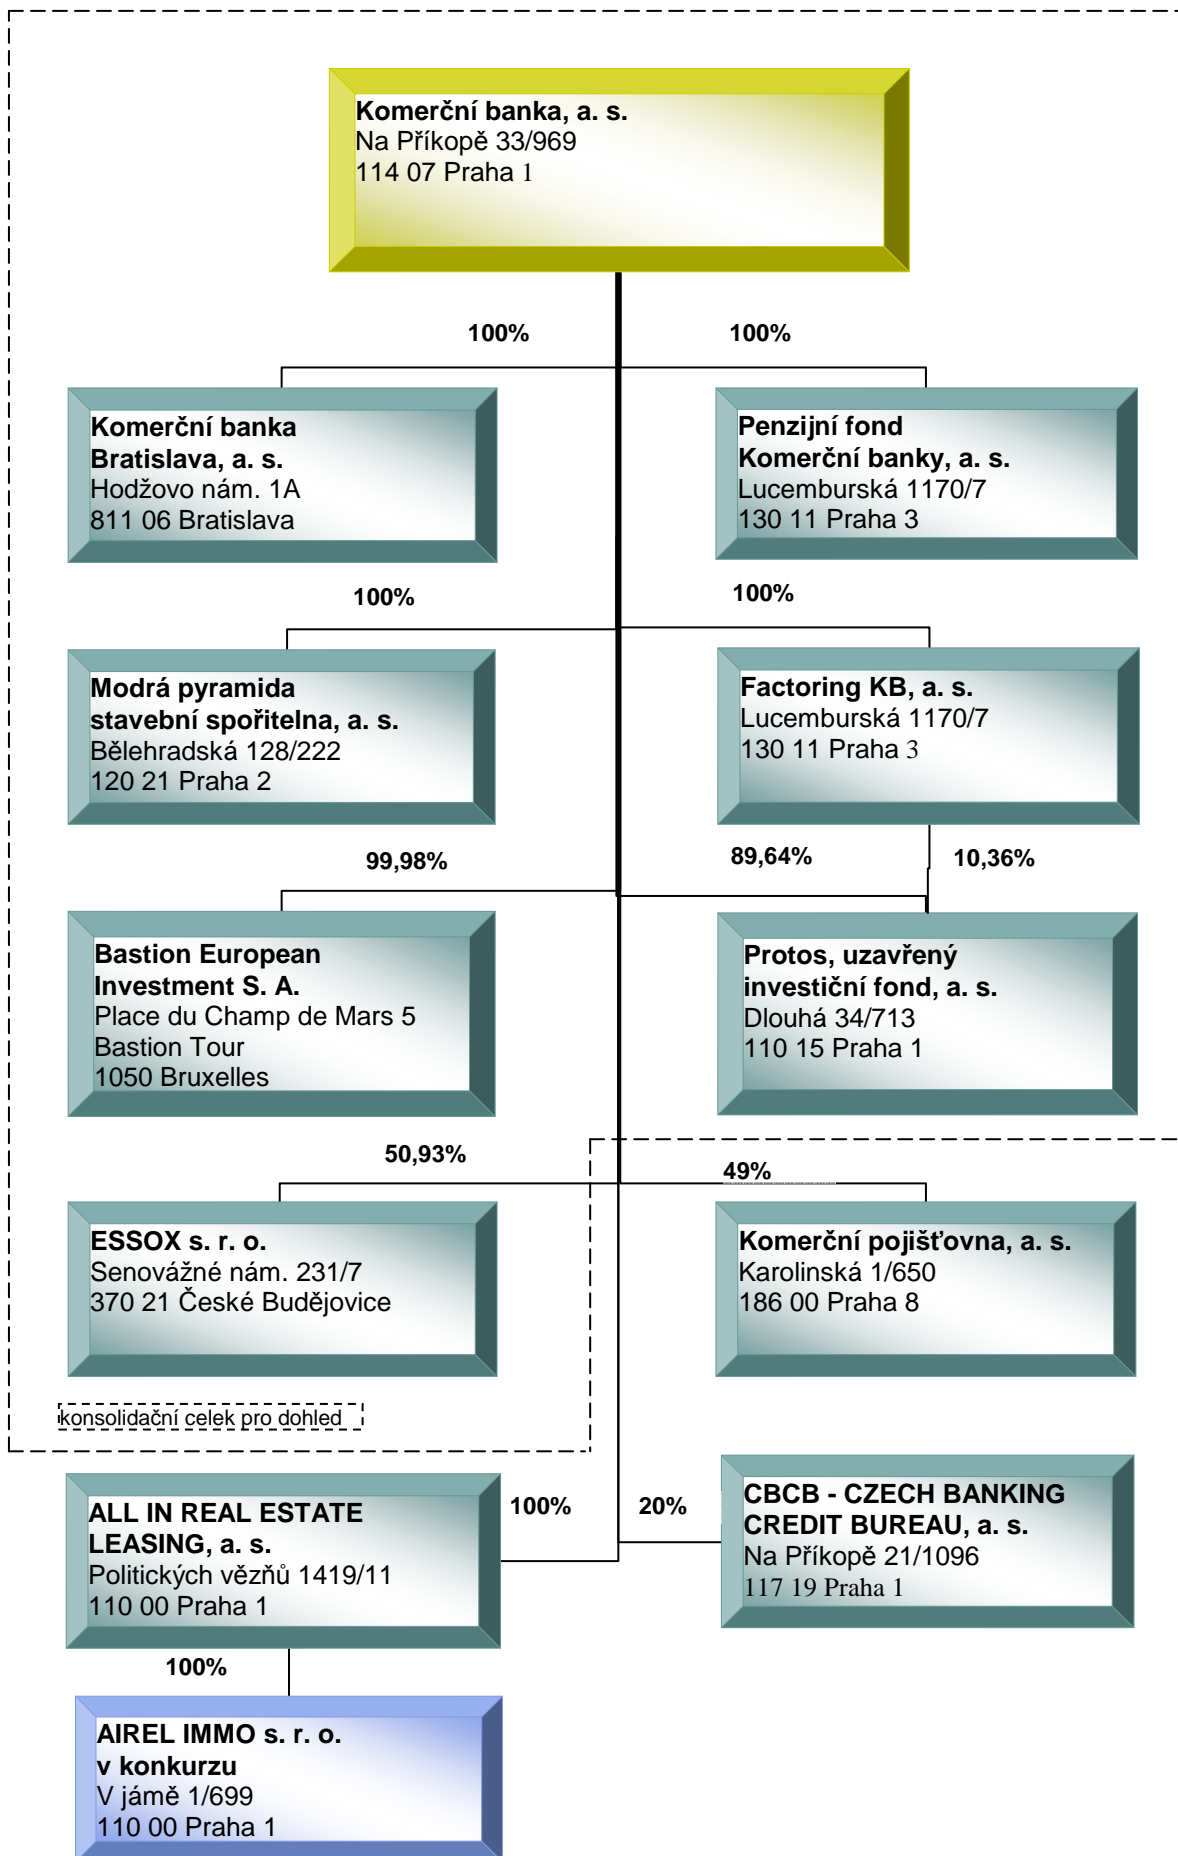 Komerční banka, a. s.
Na Příkopě 33/969
114 07 Praha 1
100%
100%
Komerční banka
Bratislava, a. s.
Hodžovo nám. 1A
811 06 Bratislava
Penzijní fond
Komerční banky, a. s.
Lucemburská 1170/7
130 11 Praha 3
100%
100%
Modrá pyramida
stavební spořitelna, a. s.
Bělehradská 128/222
120 21 Praha 2
Factoring KB, a. s.
Lucemburská 1170/7
130 11 Praha 3
99,98%
89,64%
10,36%
Bastion European
Investment S. A.
Place du Champ de Mars 5
Bastion Tour
1050 Bruxelles
Protos, uzavřený
investiční fond, a. s.
Dlouhá 34/713
110 15 Praha 1
50,93%
49%
ESSOX s. r. o.
Senovážné nám. 231/7
370 21 České Budějovice
Komerční pojišťovna, a. s.
Karolinská 1/650
186 00 Praha 8
konsolidační celek pro dohled
100%
20%
ALL IN REAL ESTATE
LEASING, a. s.
Politických vězňů 1419/11
110 00 Praha 1
CBCB - CZECH BANKING
CREDIT BUREAU, a. s.
Na Příkopě 21/1096
117 19 Praha 1
100%
AIREL IMMO s. r. o.
v konkurzu
V jámě 1/699
110 00 Praha 1